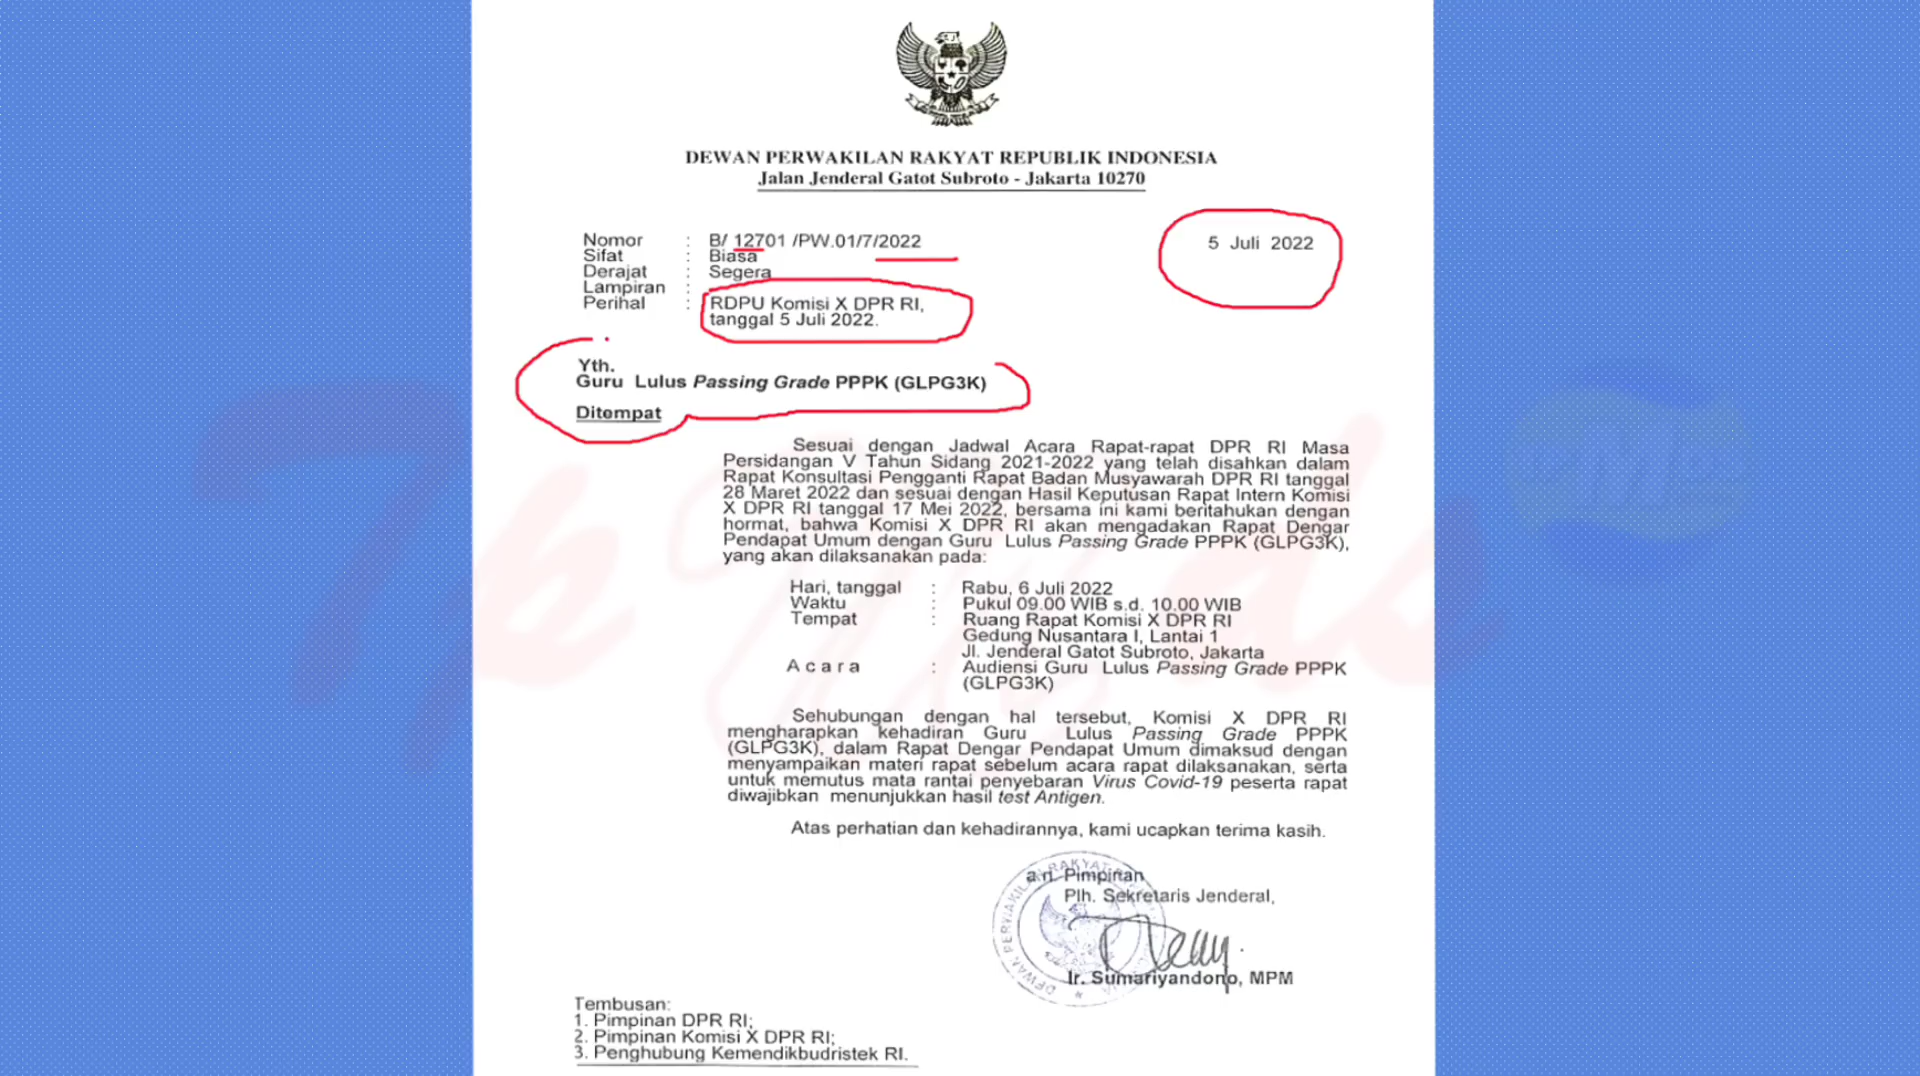 DEWAN PERWAKILAN RAKYAT REPUBLIK INDONESIA
Jalan Jenderal Gatot Subroto - Jakarta 10270
Nomor : B/ 12701 /PW.01/7/2022
5 Juli 2022
Sifat : Biasa
Derajat : Segera
Lampiran :
Perihal : RDPU Komisi X DPR RI,
tanggal 5 Juli 2022.
Yth.
Guru Lulus Passing Grade PPPK (GLPG3K)
Ditempat
Sesuai dengan Jadwal Acara Rapat-rapat DPR RI Masa
Persidangan V Tahun Sidang 2021-2022 yang telah disahkan dalam
Rapat Konsultasi Pengganti Rapat Badan Musyawarah DPR RI tanggal
28 Maret 2022 dan sesuai dengan Hasil Keputusan Rapat Intern Komisi
X DPR RI tanggal 17 Mei 2022, bersama ini kami beritahukan dengan
hormat, bahwa Komisi X DPR RI akan mengadakan Rapat Dengar
Pendapat Umum dengan Guru Lulus Passing Grade PPPK (GLPG3K),
yang akan dilaksanakan pada:
Hari, tanggal : Rabu, 6 Juli 2022
Waktu : Pukul 09.00 WIB s.d. 10.00 WIB
Tempat : Ruang Rapat Komisi X DPR RI
Gedung Nusantara I, Lantai 1
Jl. Jenderal Gatot Subroto, Jakarta
A c a r a : Audiensi Guru Lulus Passing Grade PPPK
(GLPG3K)
Sehubungan dengan hal tersebut, Komisi X DPR RI
mengharapkan kehadiran Guru Lulus Passing Grade PPPK
(GLPG3K), dalam Rapat Dengar Pendapat Umum dimaksud dengan
menyampaikan materi rapat sebelum acara rapat dilaksanakan, serta
untuk memutus mata rantai penyebaran Virus Covid-19 peserta rapat
diwajibkan menunjukkan hasil test Antigen.
Atas perhatian dan kehadirannya, kami ucapkan terima kasih.
a.n. Pimpinan
Plh. Sekretaris Jenderal,
DEWAN PERWAKILAN RAKYAT
Ir. Sumariyandono, MPM
Tembusan:
1. Pimpinan DPR RI;
2. Pimpinan Komisi X DPR RI;
3. Penghubung Kemendikbudristek RI.